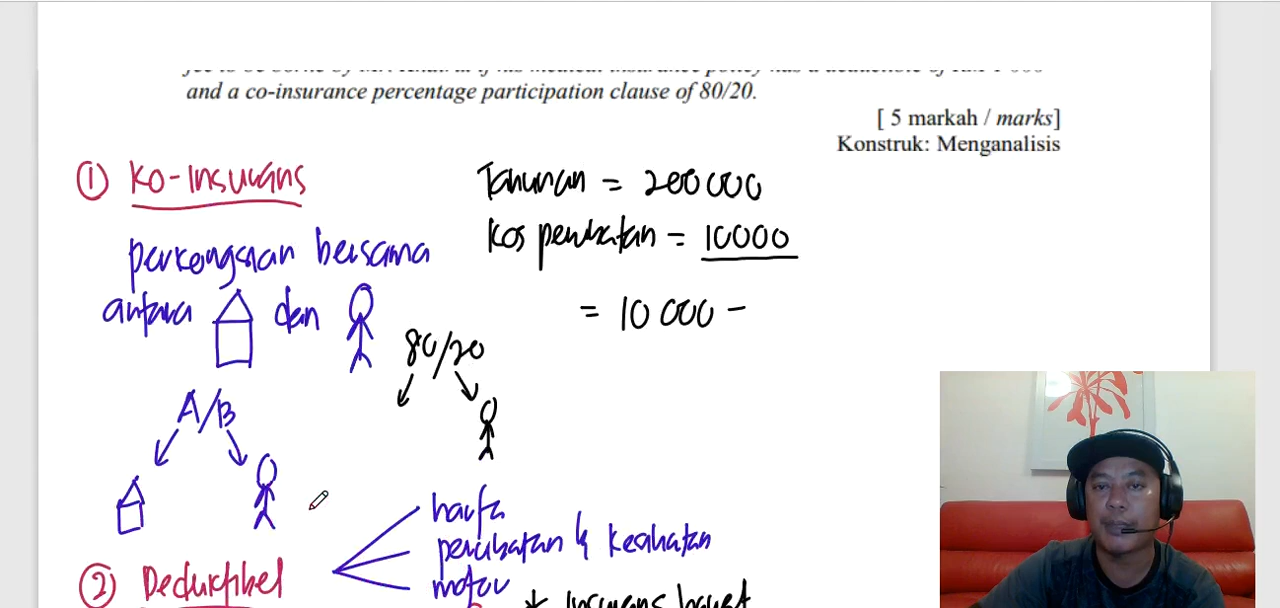 and a co-insurance percentage participation clause of 80/20.
[ 5 markah / marks]
Konstruk: Menganalisis
① Ko-Insurans
perkongsian bersama
antara dan
A/B
Tahunan = 200 000
Kos perubatan = 10000
= 10 000 -
80/20
harta
perubatan & kesihatan
motor
② Deduktibel
* Insurans